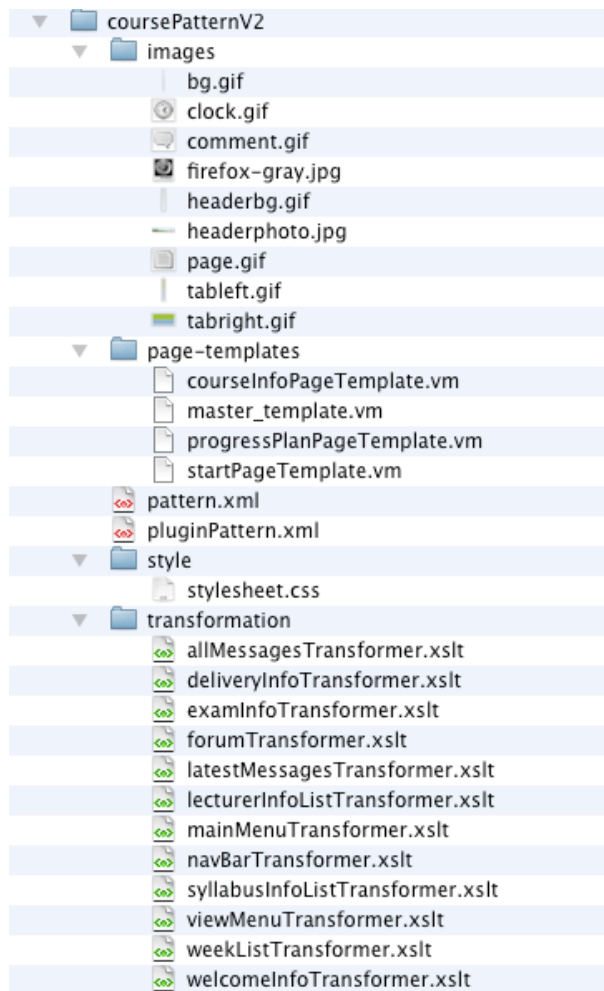 coursePatternV2
images
bg.gif
clock.gif
comment.gif
firefox-gray.jpg
headerbg.gif
headerphoto.jpg
page.gif
tableft.gif
tabright.gif
page-templates
courseInfoPageTemplate.vm
master_template.vm
progressPlanPageTemplate.vm
startPageTemplate.vm
pattern.xml
pluginPattern.xml
style
stylesheet.css
transformation
allMessagesTransformer.xslt
deliveryInfoTransformer.xslt
examInfoTransformer.xslt
forumTransformer.xslt
latestMessagesTransformer.xslt
lecturerInfoListTransformer.xslt
mainMenuTransformer.xslt
navBarTransformer.xslt
syllabusInfoListTransformer.xslt
viewMenuTransformer.xslt
weekListTransformer.xslt
welcomeInfoTransformer.xslt